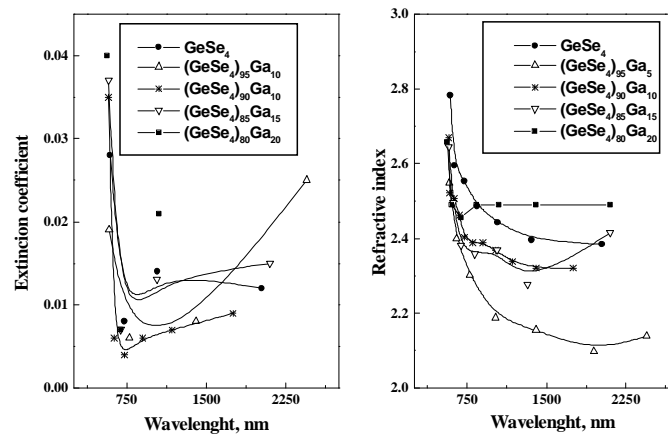 GeSe4
(GeSe4)95Ga10
(GeSe4)90Ga10
(GeSe4)85Ga15
(GeSe4)80Ga20
0.04
0.03
0.02
0.01
0.00
Extincion coefficient
750 1500 2250
Wavelenght, nm
GeSe4
(GeSe4)95Ga5
(GeSe4)90Ga10
(GeSe4)85Ga15
(GeSe4)80Ga20
3.0
2.8
2.6
2.4
2.2
2.0
Refractive index
750 1500 2250
Wavelenght, nm